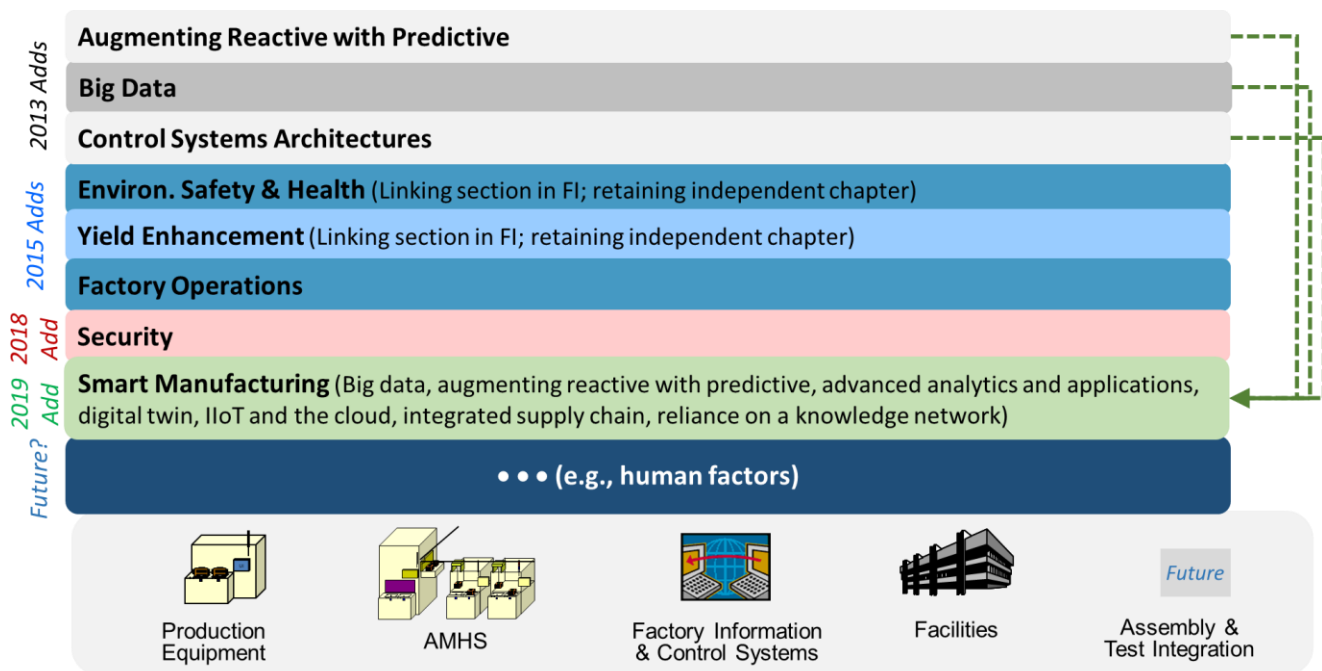 2013 Adds
Augmenting Reactive with Predictive
Big Data
Control Systems Architectures
2015 Adds
Environ. Safety & Health (Linking section in FI; retaining independent chapter)
Yield Enhancement (Linking section in FI; retaining independent chapter)
Factory Operations
2018
Add
Security
2019
Add
Smart Manufacturing (Big data, augmenting reactive with predictive, advanced analytics and applications,
digital twin, IIoT and the cloud, integrated supply chain, reliance on a knowledge network)
Future?
• • • (e.g., human factors)
Production
Equipment
AMHS
Factory Information
& Control Systems
Facilities
Future
Assembly &
Test Integration